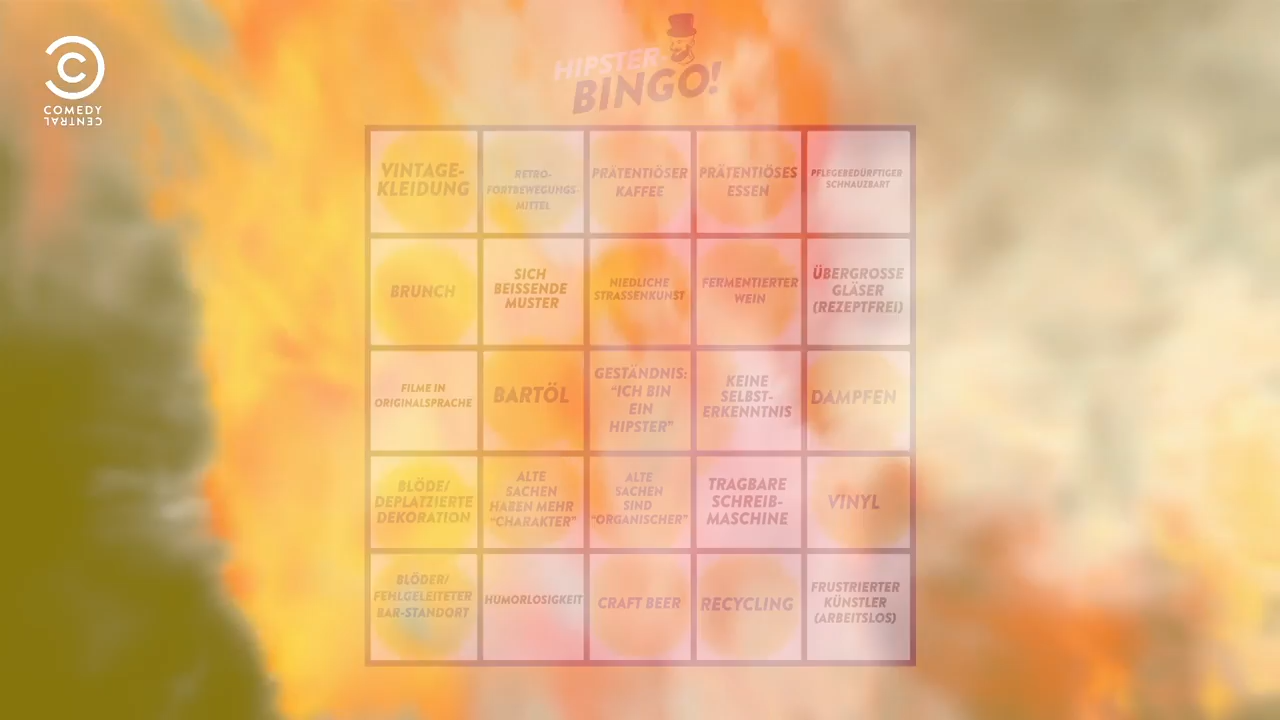 COMEDY
CENTRAL
HIPSTER
BINGO!
VINTAGE-
KLEIDUNG
RETRO-
FORTBEWEGUNGS
MITTEL
PRÄTENTIÖSER
KAFFEE
PRÄTENTIÖSES
ESSEN
PFLEGEBEDÜRFTIGER
SCHNAUZBART
BRUNCH
SICH
BEISSENDE
MUSTER
NIEDLICHE
STRASSENKUNST
FERMENTIERTER
WEIN
ÜBERGROSSE
GLÄSER
(REZEPTFREI)
FILME IN
ORIGINALSPRACHE
BARTÖL
GESTÄNDNIS:
"ICH BIN
EIN
HIPSTER"
KEINE
SELBST-
ERKENNTNIS
DAMPFEN
BLÖDE/
DEPLATZIERTE
DEKORATION
ALTE
SACHEN
HABEN MEHR
"CHARAKTER"
ALTE
SACHEN
SIND
"ORGANISCHER"
TRAGBARE
SCHREIB-
MASCHINE
VINYL
BLÖDER/
FEHLGELEITETER
BAR-STANDORT
HUMORLOSIGKEIT
CRAFT BEER
RECYCLING
FRUSTRIERTER
KÜNSTLER
(ARBEITSLOS)